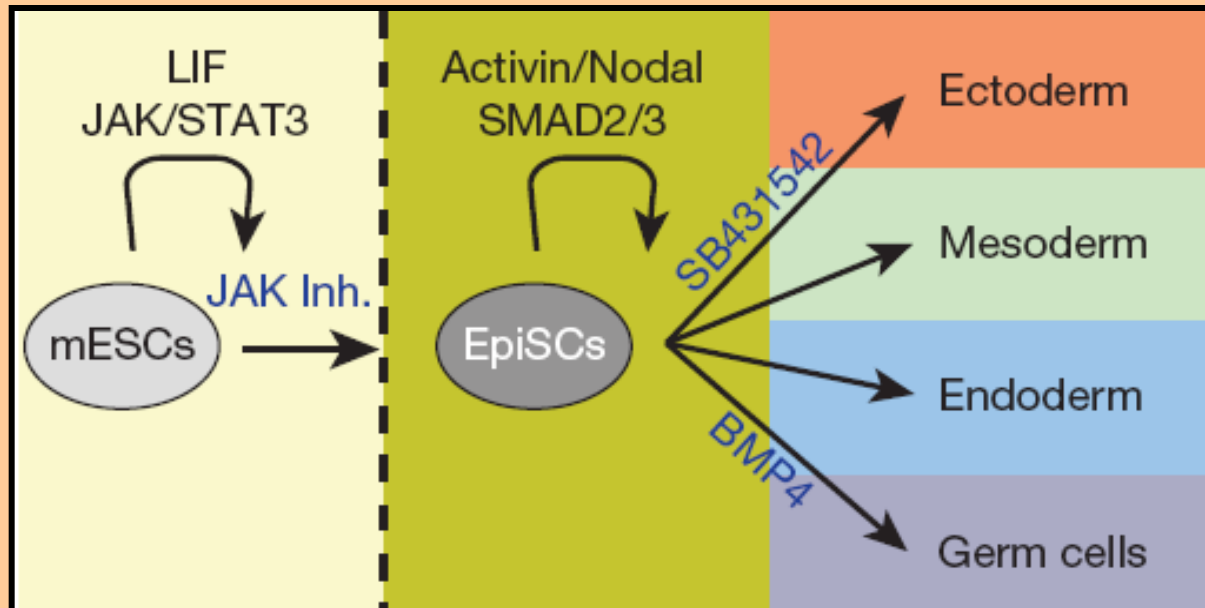 LIF
JAK/STAT3
JAK Inh.
mESCs
Activin/Nodal
SMAD2/3
EpiSCs
SB431542
BMP4
Ectoderm
Mesoderm
Endoderm
Germ cells